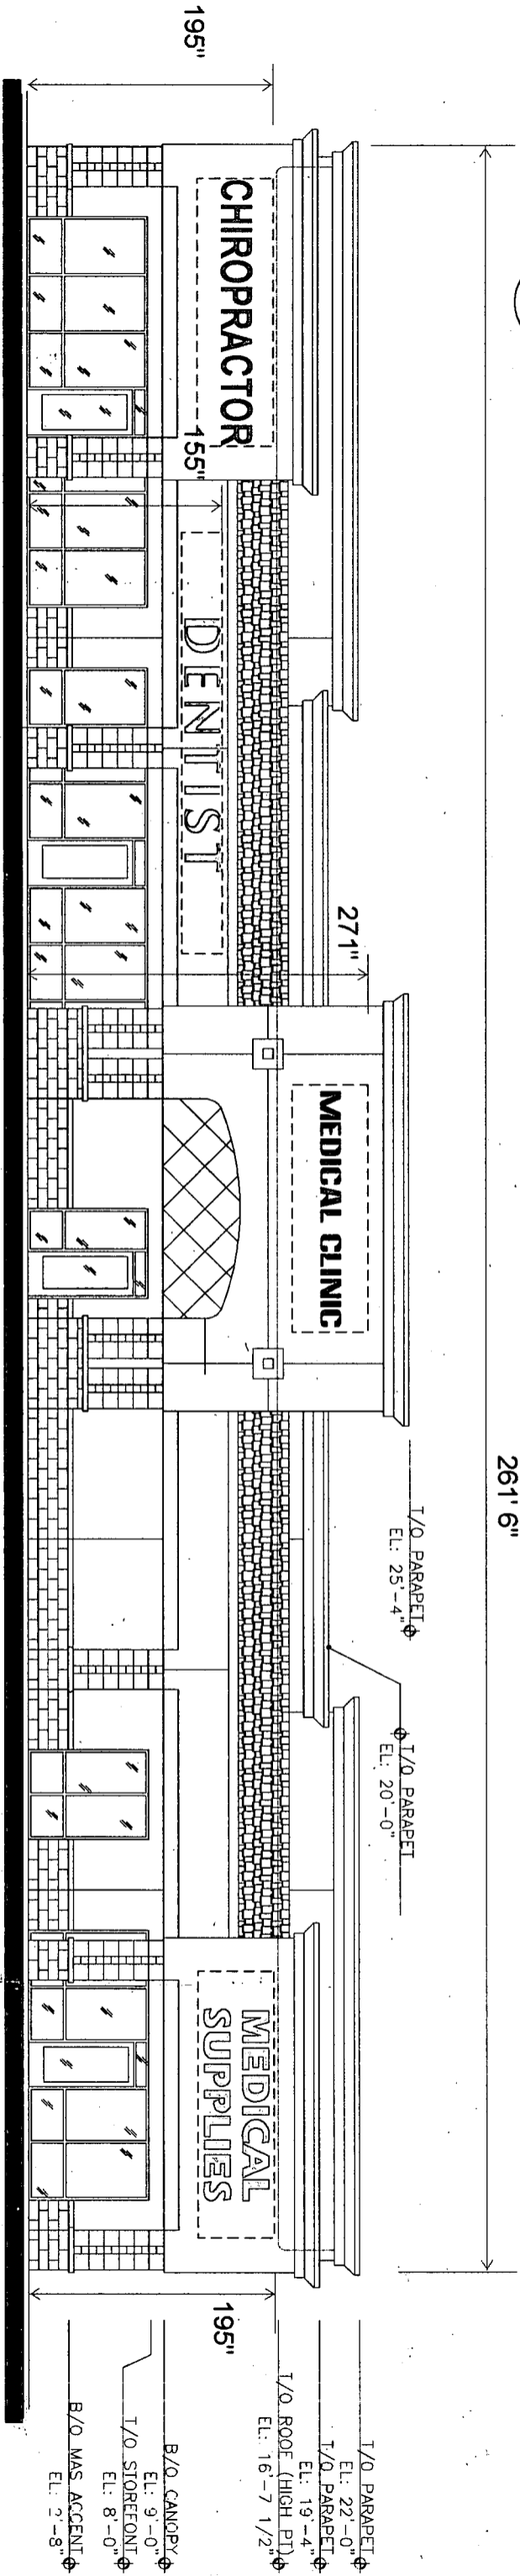 261' 6"
195"
CHIROPRACTOR
155"
DENTIST
271"
MEDICAL CLINIC
T/O PARAPET
EL: 25'-4"
T/O PARAPET
EL: 20'-0"
MEDICAL
SUPPLIES
195"
T/O PARAPET
EL: 22'-0"
T/O PARAPET
EL: 19'-4"
T/O ROOF (HIGH PT)
EL: 16'-7 1/2"
B/O CANOPY
EL: 9'-0"
T/O STOREFONT
EL: 8'-0"
B/O MAS ACCENT
EL: 2'-8"